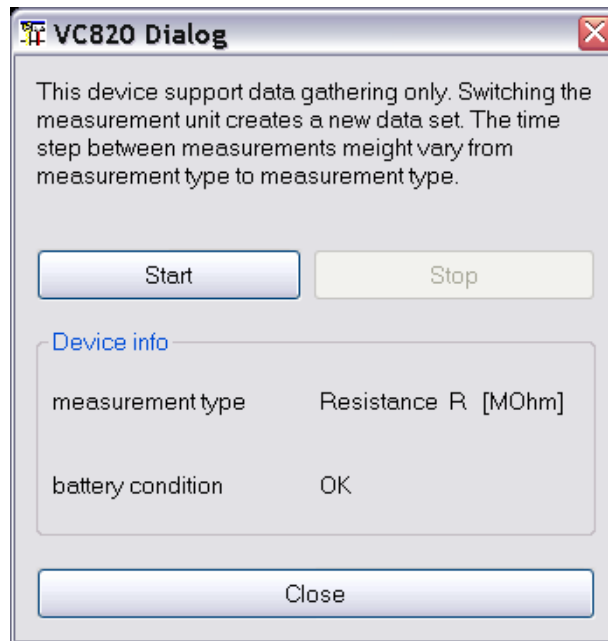 VC820 Dialog
This device support data gathering only. Switching the
measurement unit creates a new data set. The time
step between measurements meight vary from
measurement type to measurement type.
Start Stop
Device info
measurement type Resistance R [MOhm]
battery condition OK
Close